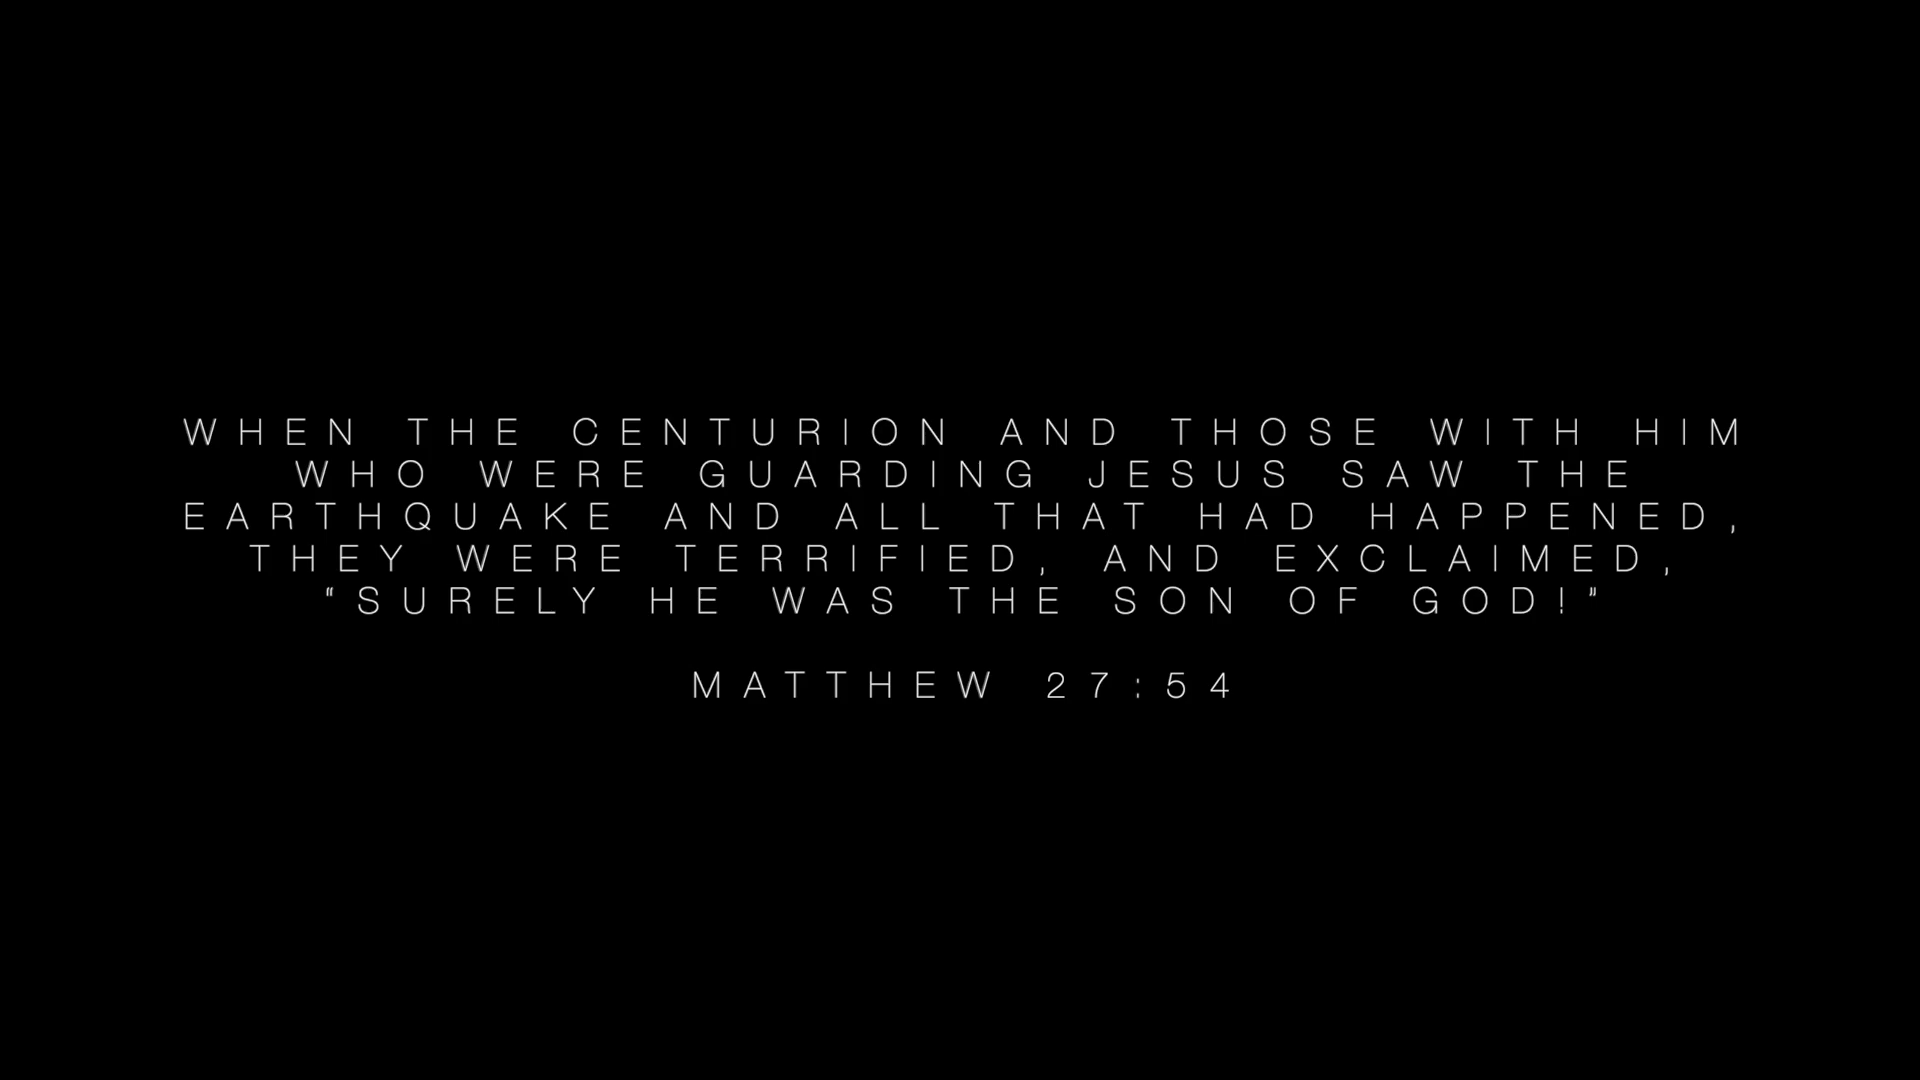 WHEN THE CENTURION AND THOSE WITH HIM
WHO WERE GUARDING JESUS SAW THE
EARTHQUAKE AND ALL THAT HAD HAPPENED,
THEY WERE TERRIFIED, AND EXCLAIMED,
“SURELY HE WAS THE SON OF GOD!”
MATTHEW 27:54